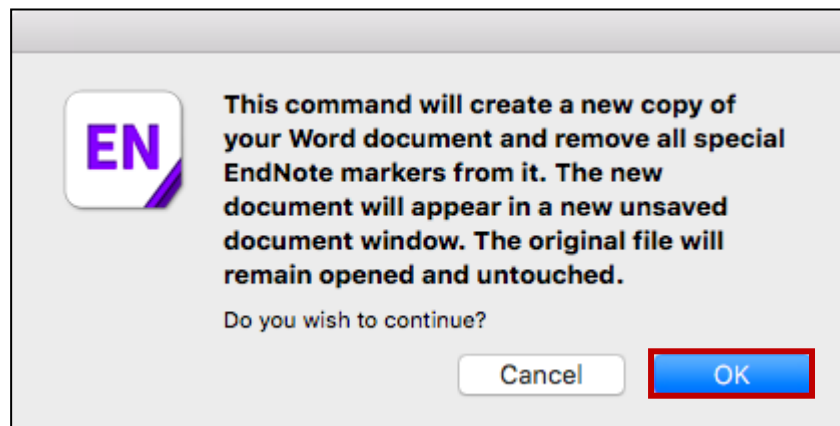 EN
This command will create a new copy of
your Word document and remove all special
EndNote markers from it. The new
document will appear in a new unsaved
document window. The original file will
remain opened and untouched.
Do you wish to continue?
Cancel
OK